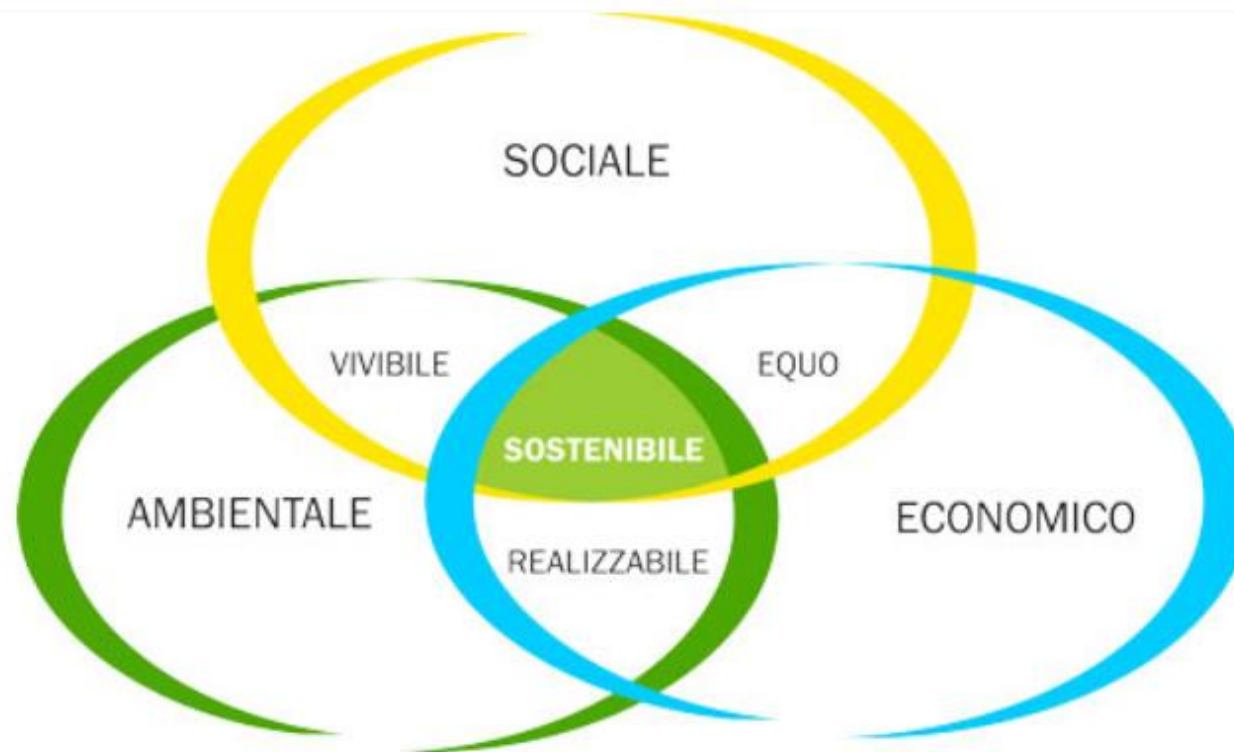 SOCIALE
VIVIBILE
EQUO
SOSTENIBILE
AMBIENTALE
ECONOMICO
REALIZZABILE